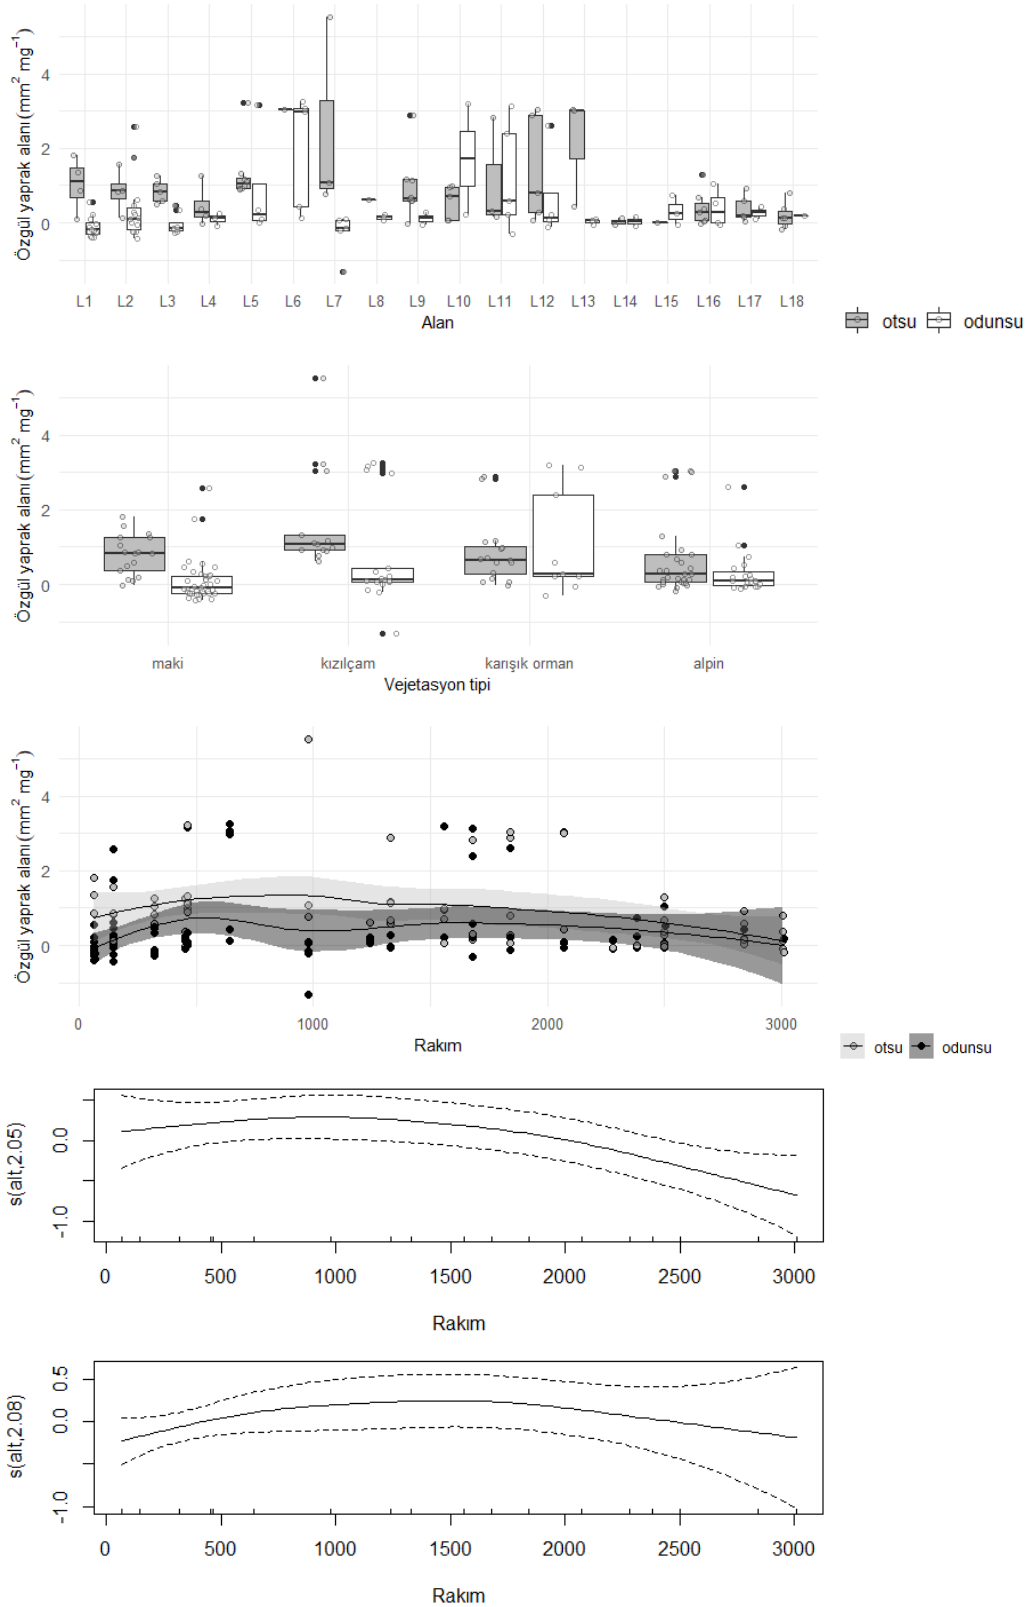 Özgül yaprak alanı (mm² mg⁻¹)
4
2
0
L1 L2 L3 L4 L5 L6 L7 L8 L9 L10 L11 L12 L13 L14 L15 L16 L17 L18
Alan
otsu odunsu
Özgül yaprak alanı (mm² mg⁻¹)
4
2
0
maki kızılçam karışık orman alpin
Vejetasyon tipi
Özgül yaprak alanı (mm² mg⁻¹)
4
2
0
0 1000 2000 3000
Rakım
otsu odunsu
s(alt,2.05)
0.0
-1.0
0 500 1000 1500 2000 2500 3000
Rakım
s(alt,2.08)
0.5
0.0
-1.0
0 500 1000 1500 2000 2500 3000
Rakım